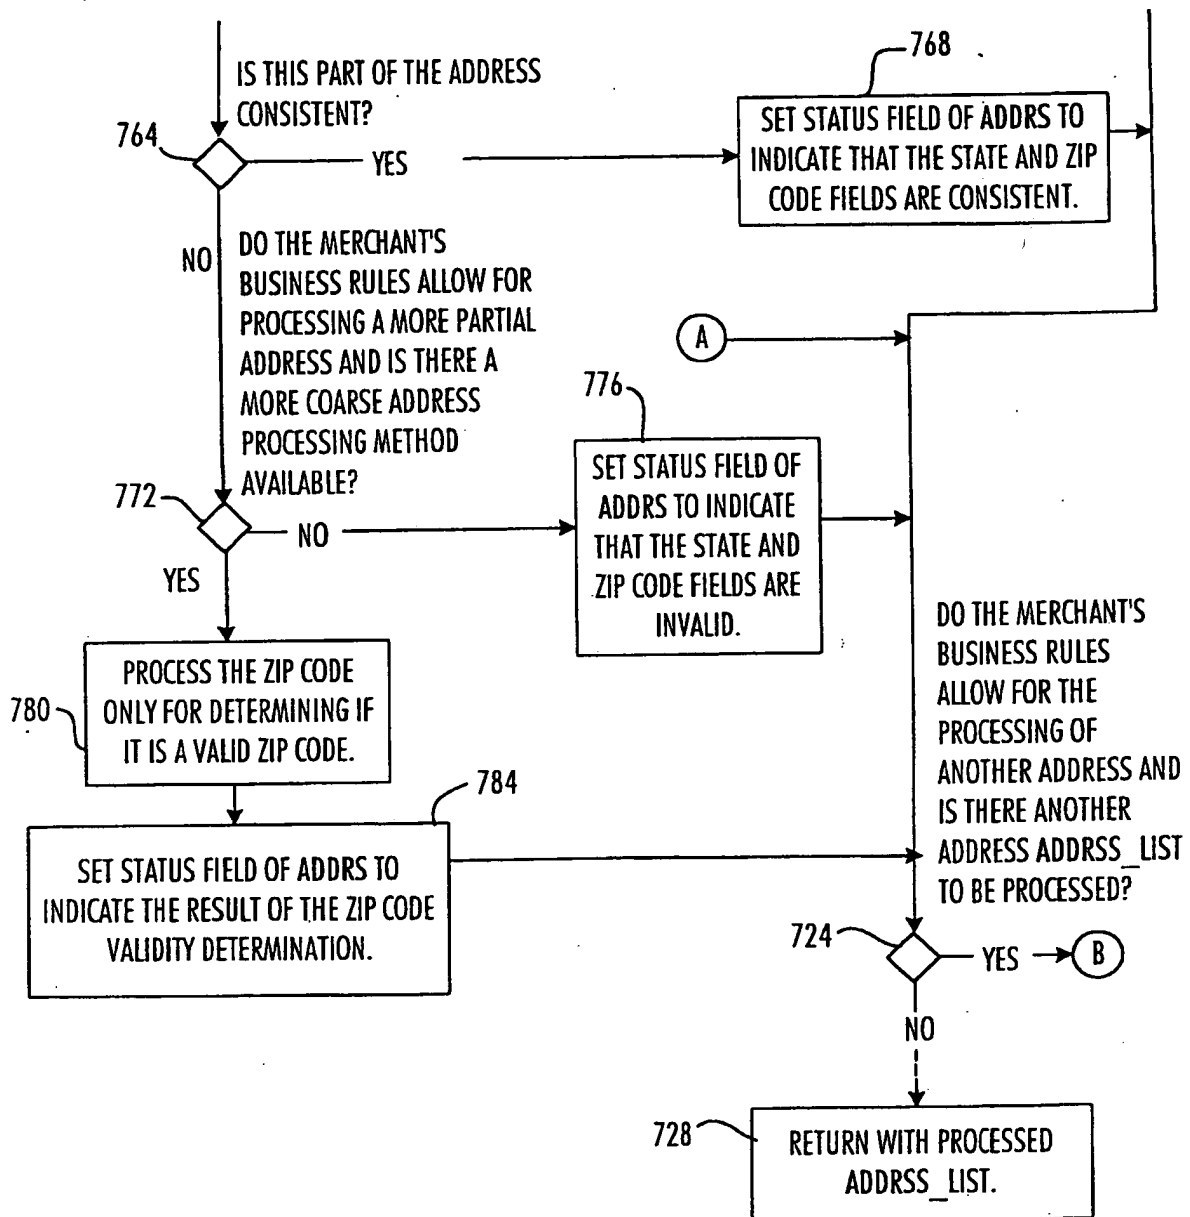 768
IS THIS PART OF THE ADDRESS
CONSISTENT?
764
YES
SET STATUS FIELD OF ADDRS TO
INDICATE THAT THE STATE AND ZIP
CODE FIELDS ARE CONSISTENT.
NO
DO THE MERCHANT'S
BUSINESS RULES ALLOW FOR
PROCESSING A MORE PARTIAL
ADDRESS AND IS THERE A
MORE COARSE ADDRESS
PROCESSING METHOD
AVAILABLE?
A
776
772
NO
SET STATUS FIELD OF
ADDRS TO INDICATE
THAT THE STATE AND
ZIP CODE FIELDS ARE
INVALID.
YES
PROCESS THE ZIP CODE
ONLY FOR DETERMINING IF
IT IS A VALID ZIP CODE.
780
784
SET STATUS FIELD OF ADDRS TO
INDICATE THE RESULT OF THE ZIP CODE
VALIDITY DETERMINATION.
DO THE MERCHANT'S
BUSINESS RULES
ALLOW FOR THE
PROCESSING OF
ANOTHER ADDRESS AND
IS THERE ANOTHER
ADDRESS ADDRSS_LIST
TO BE PROCESSED?
724
YES
B
NO
728
RETURN WITH PROCESSED
ADDRSS_LIST.